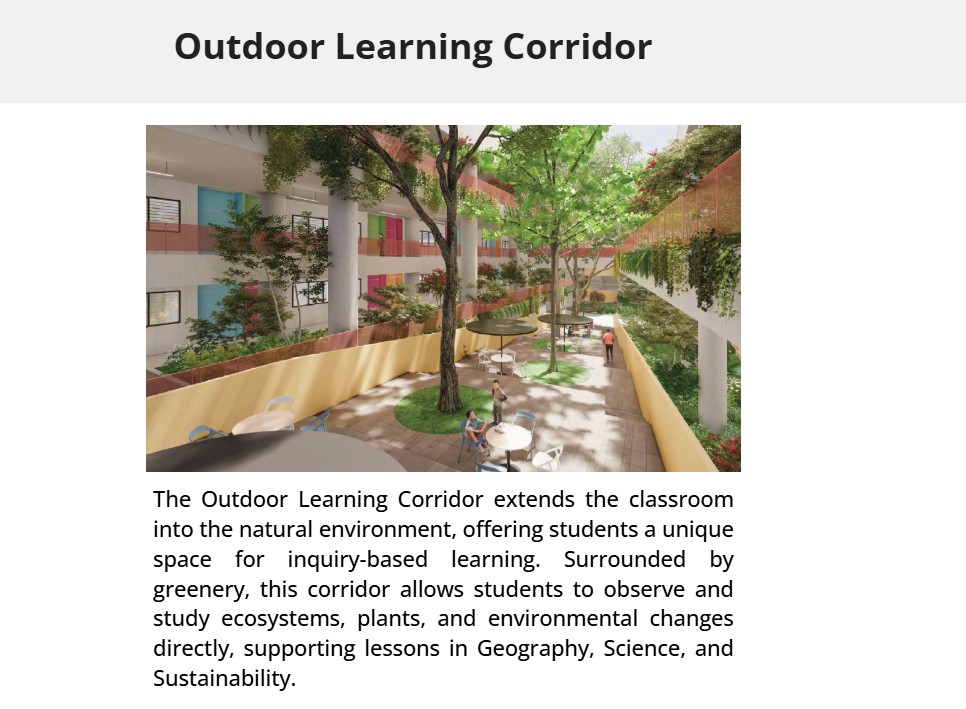 Outdoor Learning Corridor
The Outdoor Learning Corridor extends the classroom
into the natural environment, offering students a unique
space for inquiry-based learning. Surrounded by
greenery, this corridor allows students to observe and
study ecosystems, plants, and environmental changes
directly, supporting lessons in Geography, Science, and
Sustainability.